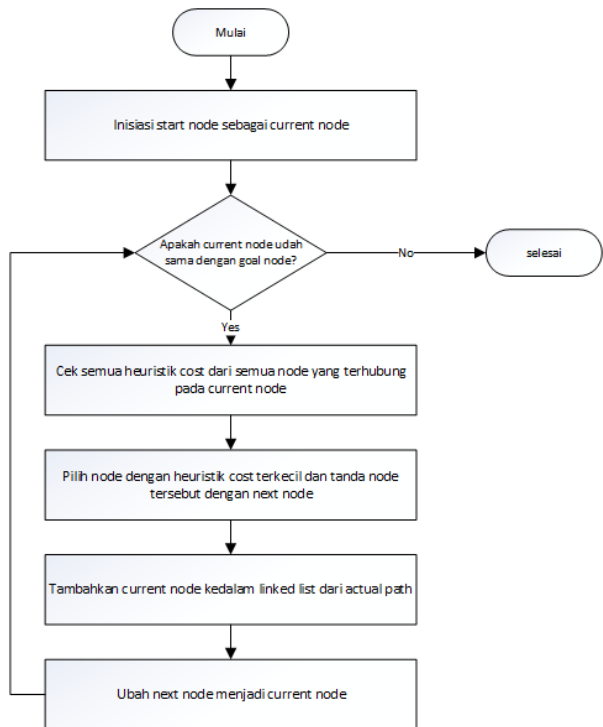 Mulai
Inisiasi start node sebagai current node
Apakah current node udah
sama dengan goal node?
No
selesai
Yes
Cek semua heuristik cost dari semua node yang terhubung
pada current node
Pilih node dengan heuristik cost terkecil dan tanda node
tersebut dengan next node
Tambahkan current node kedalam linked list dari actual path
Ubah next node menjadi current node